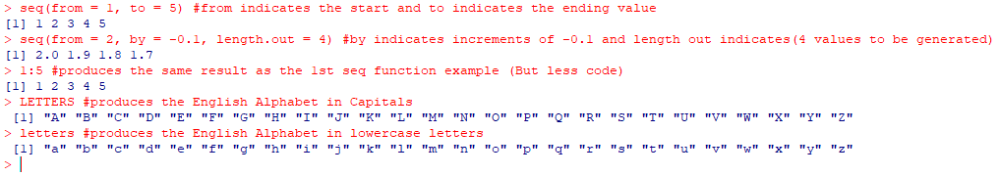 > seq(from = 1, to = 5) #from indicates the start and to indicates the ending value
[1] 1 2 3 4 5
> seq(from = 2, by = -0.1, length.out = 4) #by indicates increments of -0.1 and length out indicates(4 values to be generated)
[1] 2.0 1.9 1.8 1.7
> 1:5 #produces the same result as the 1st seq function example (But less code)
[1] 1 2 3 4 5
> LETTERS #produces the English Alphabet in Capitals
[1] "A" "B" "C" "D" "E" "F" "G" "H" "I" "J" "K" "L" "M" "N" "O" "P" "Q" "R" "S" "T" "U" "V" "W" "X" "Y" "Z"
> letters #produces the English Alphabet in lowercase letters
[1] "a" "b" "c" "d" "e" "f" "g" "h" "i" "j" "k" "l" "m" "n" "o" "p" "q" "r" "s" "t" "u" "v" "w" "x" "y" "z"
>